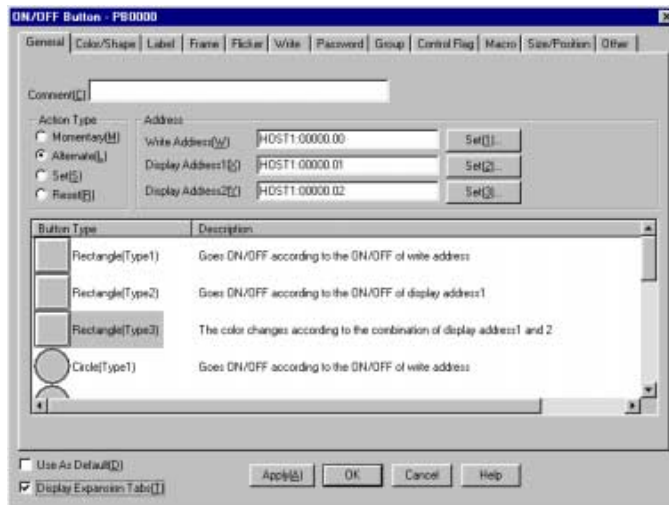 ON/OFF Button - PB0000
General Color/Shape Label Frame Flicker Write Password Group Control Flag Macro Size/Position Other
Comment(C)
Action Type
Momentary(M)
Alternate(L)
Set(S)
Reset(R)
Address
Write Address(W) HOST1:00000.00 Set(1)...
Display Address1(X) HOST1:00000.01 Set(2)...
Display Address2(Y) HOST1:00000.02 Set(3)...
Button Type Description
Rectangle(Type1) Goes ON/OFF according to the ON/OFF of write address
Rectangle(Type2) Goes ON/OFF according to the ON/OFF of display address1
Rectangle(Type3) The color changes according to the combination of display address1 and 2
Circle(Type1) Goes ON/OFF according to the ON/OFF of write address
Use As Default(D)
Display Expansion Tabs(T)
Apply(A) OK Cancel Help